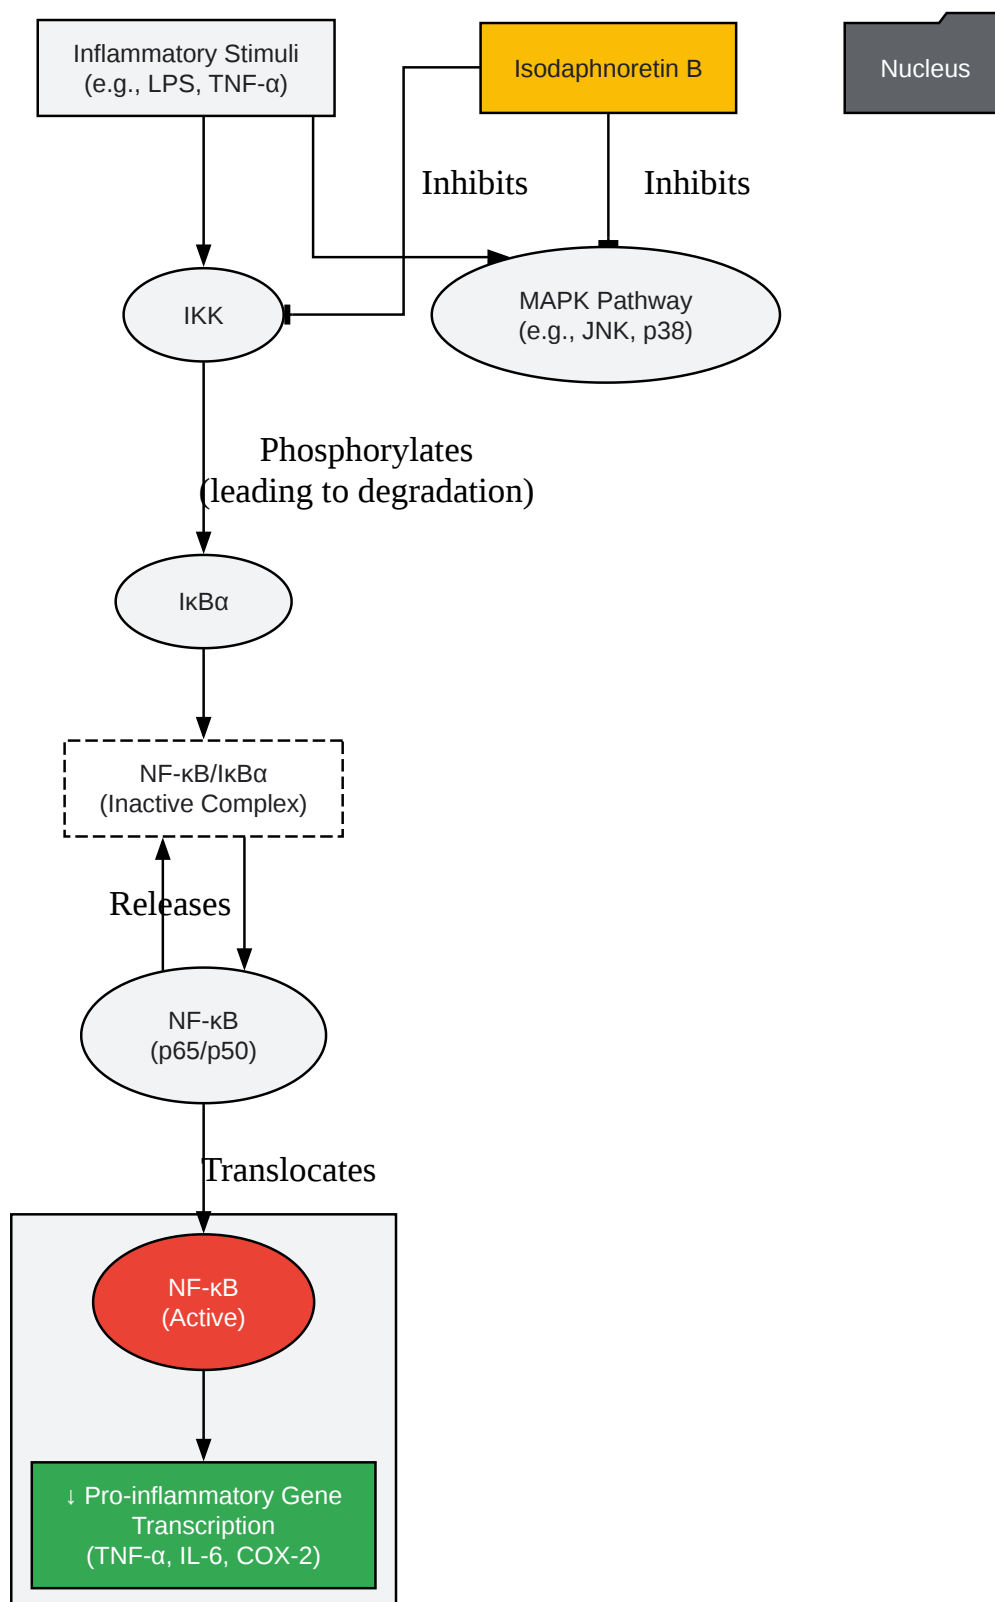 Inflammatory Stimuli
(e.g., LPS, TNF-α)
Isodaphnoretin B
Nucleus
Inhibits
Inhibits
IKK
MAPK Pathway
(e.g., JNK, p38)
Phosphorylates
(leading to degradation)
IκBα
NF-κB/IκBα
(Inactive Complex)
Releases
NF-κB
(p65/p50)
Translocates
NF-κB
(Active)
↓ Pro-inflammatory Gene
Transcription
(TNF-α, IL-6, COX-2)